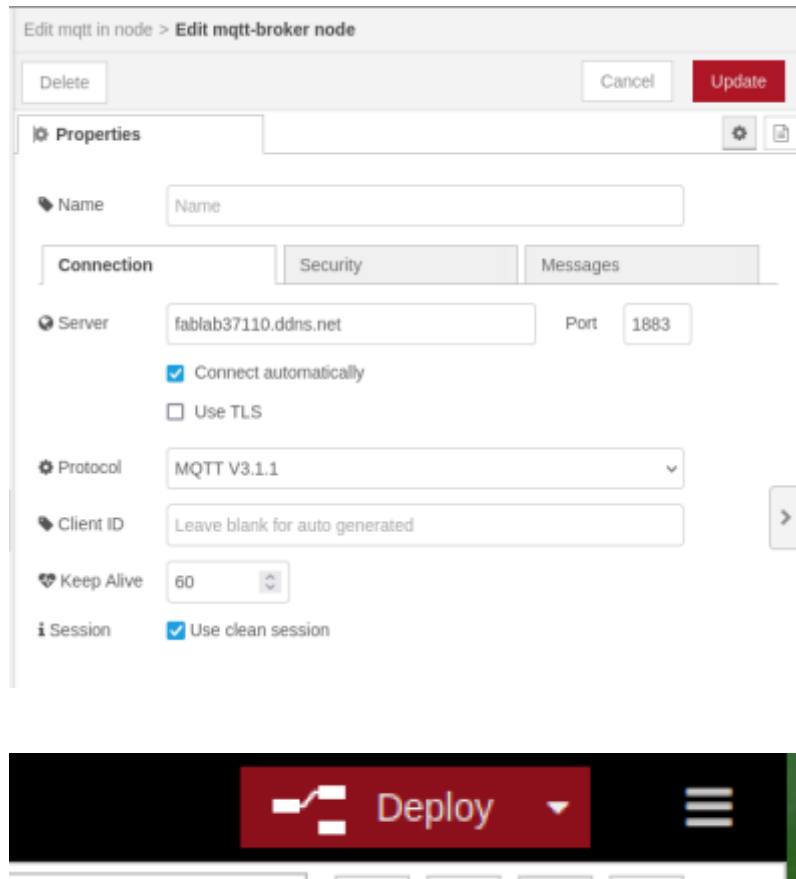 Edit mqtt in node > Edit mqtt-broker node
Delete Cancel Update
Properties
Name Name
Connection Security Messages
Server fablab37110.ddns.net Port 1883
Connect automatically
Use TLS
Protocol MQTT V3.1.1
Client ID Leave blank for auto generated
Keep Alive 60
Session Use clean session
Deploy